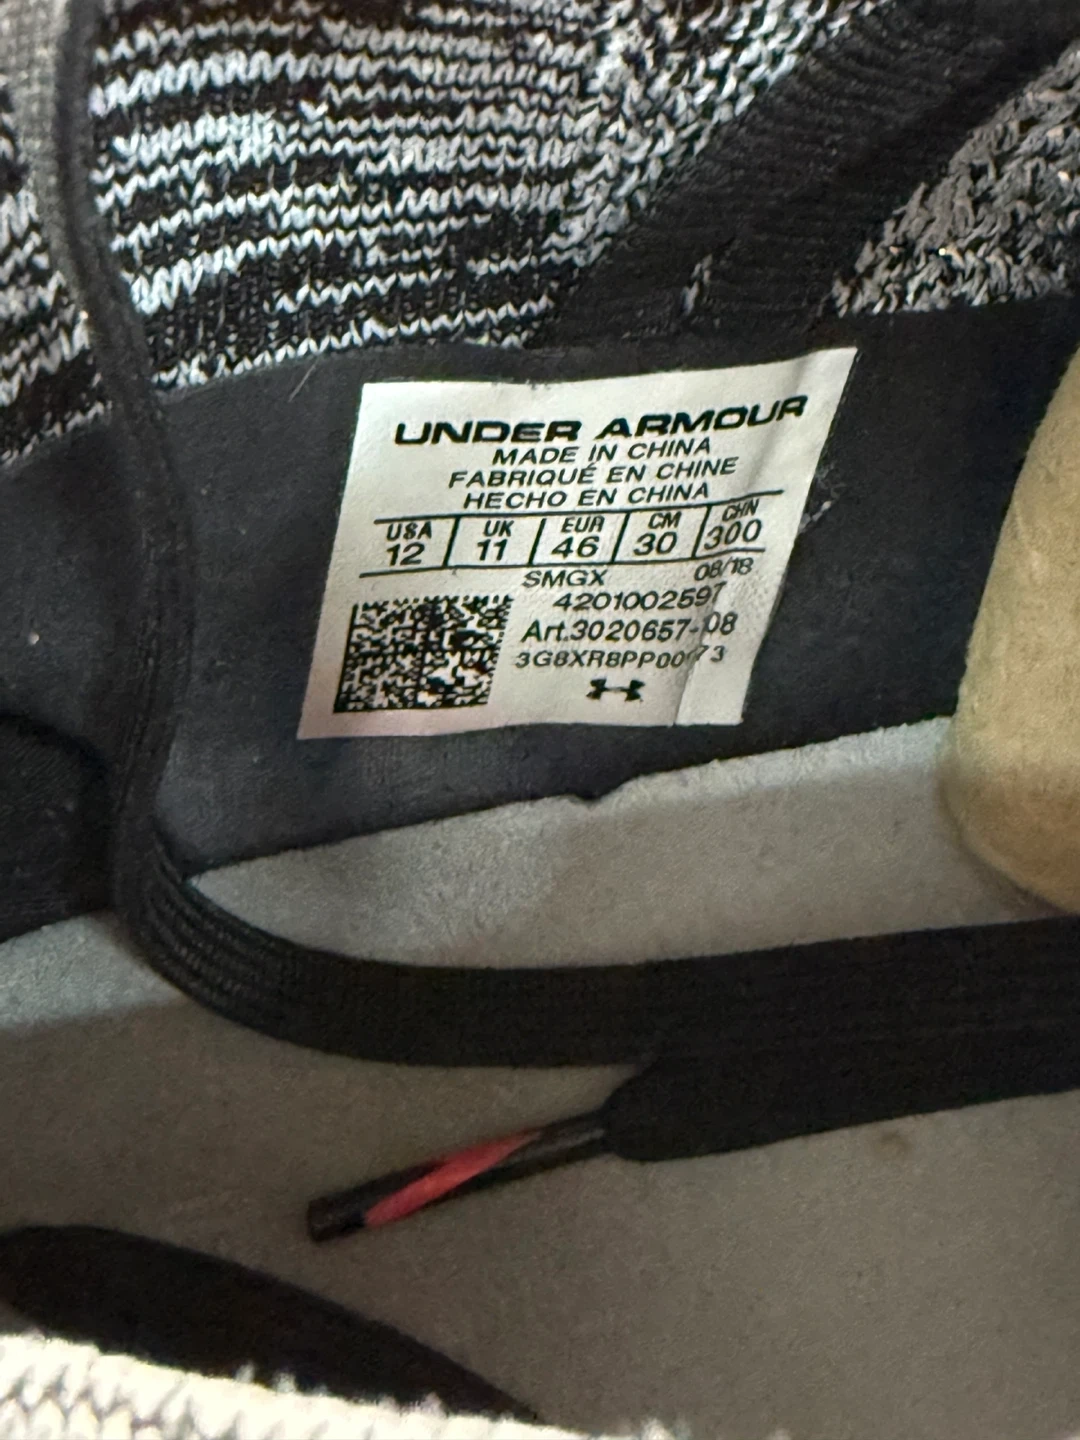 UNDER ARMOUR
MADE IN CHINA
FABRIQUÉ EN CHINE
HECHO EN CHINA
USA UK EUR CM CHN
12 11 46 30 300
SMGX 08/18
4201002597
Art.3020657-108